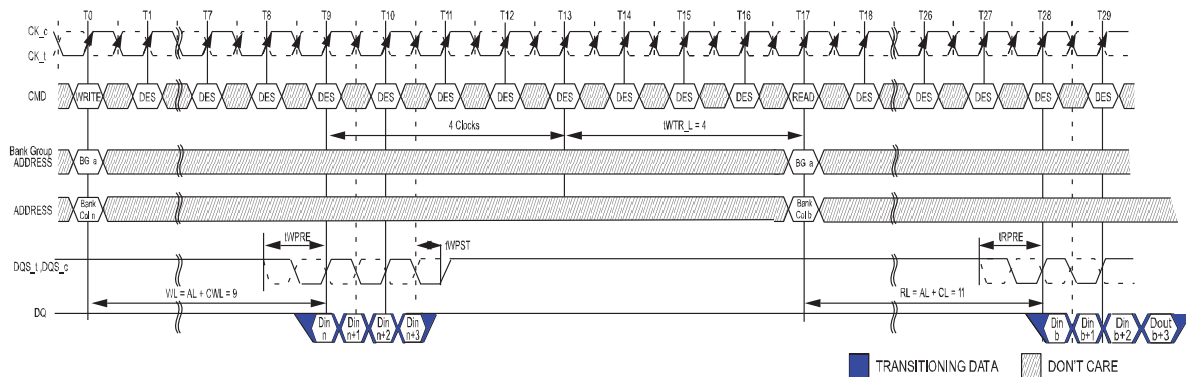 T0 T1 T7 T8 T9 T10 T11 T12 T13 T14 T15 T16 T17 T18 T26 T27 T28 T29
CK_c
CK_t
CMD WRITE DES DES DES DES DES DES DES DES DES DES DES READ DES DES DES DES DES
4 Clocks tWTR_L = 4
Bank Group
ADDRESS BG a BG a
ADDRESS Bank Col n Bank Col b
tWPRE tWPST tRPRE
DQS_t ,DQS_c
WL = AL + CWL = 9 RL = AL + CL = 11
DQ Din n Din n+1 Din n+2 Din n+3 Din b Din b+1 Din b+2 Dout b+3
TRANSITIONING DATA DON'T CARE